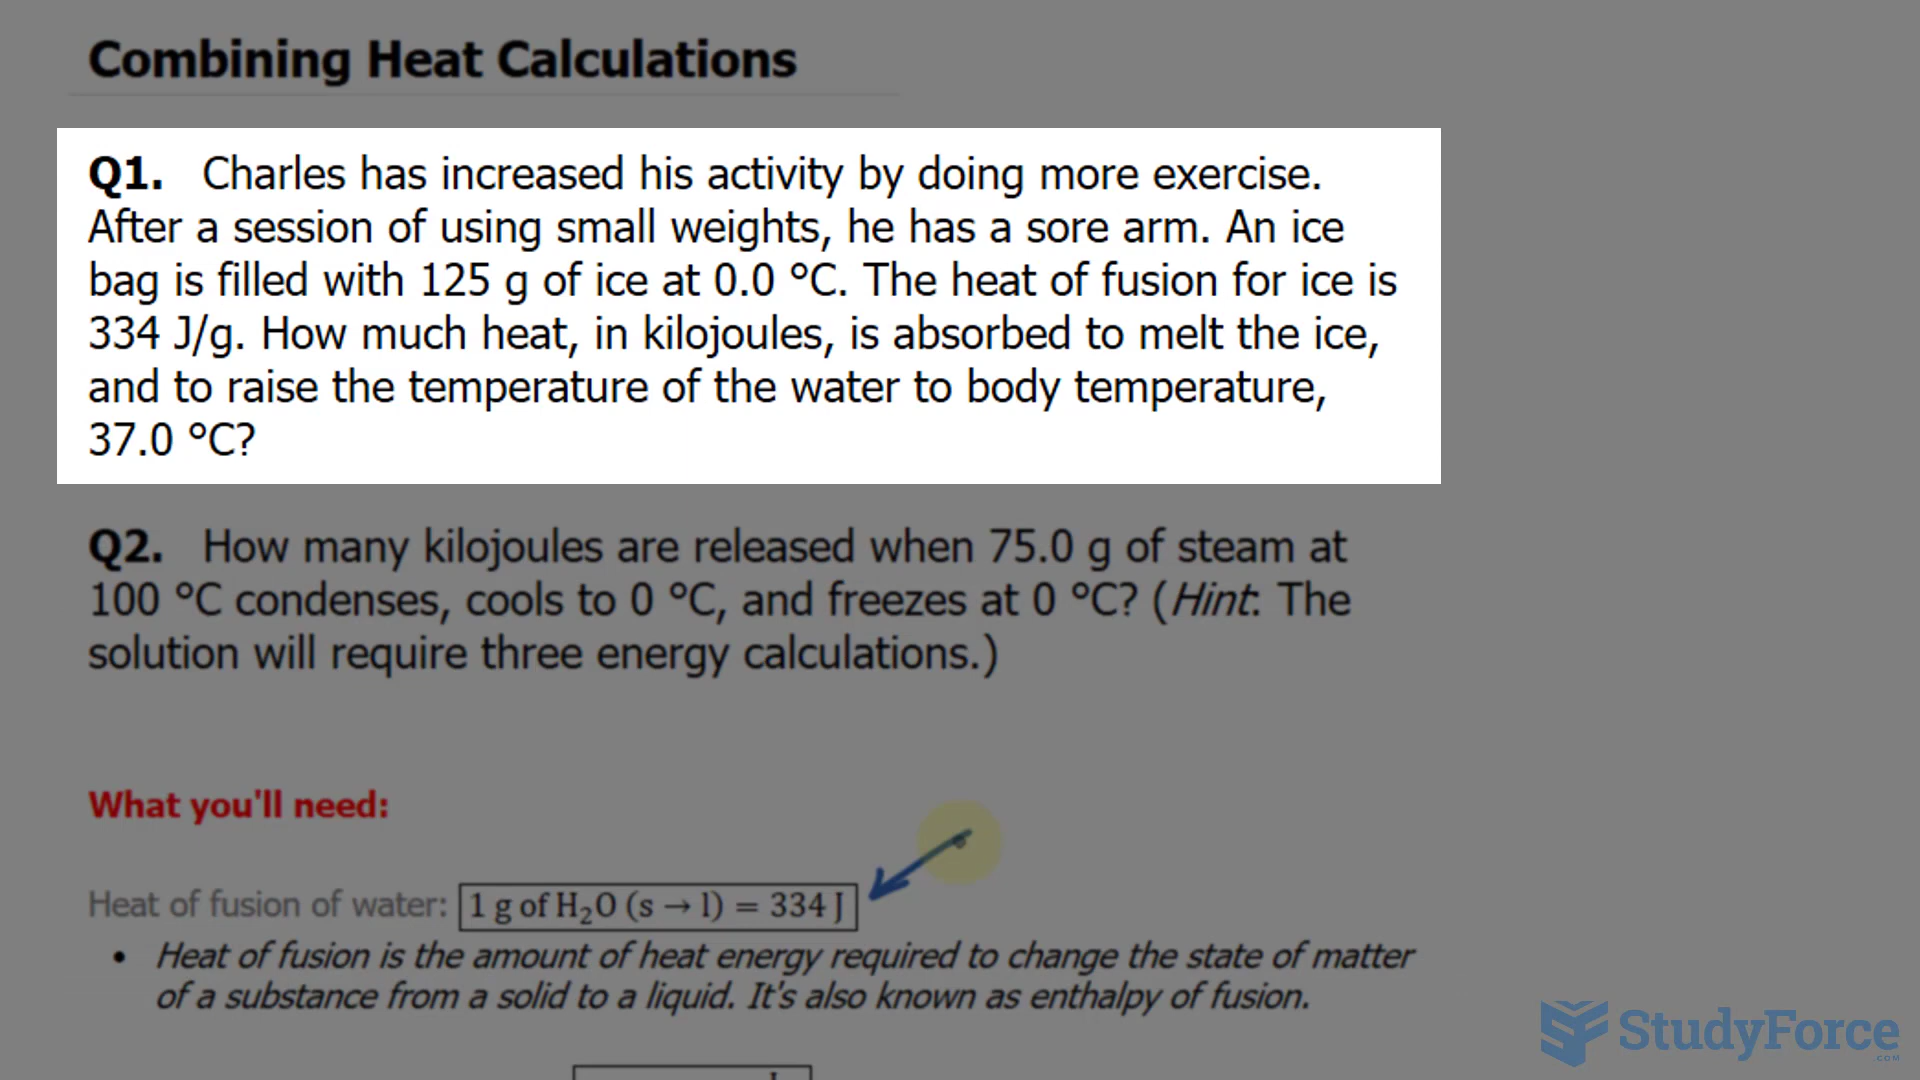 Combining Heat Calculations
Q1. Charles has increased his activity by doing more exercise.
After a session of using small weights, he has a sore arm. An ice
bag is filled with 125 g of ice at 0.0 °C. The heat of fusion for ice is
334 J/g. How much heat, in kilojoules, is absorbed to melt the ice,
and to raise the temperature of the water to body temperature,
37.0 °C?
Q2. How many kilojoules are released when 75.0 g of steam at
100 °C condenses, cools to 0 °C, and freezes at 0 °C? (Hint: The
solution will require three energy calculations.)
What you'll need:
Heat of fusion of water: 1 g of H₂O (s → l) = 334 J
• Heat of fusion is the amount of heat energy required to change the state of matter
of a substance from a solid to a liquid. It's also known as enthalpy of fusion.
StudyForce
.COM